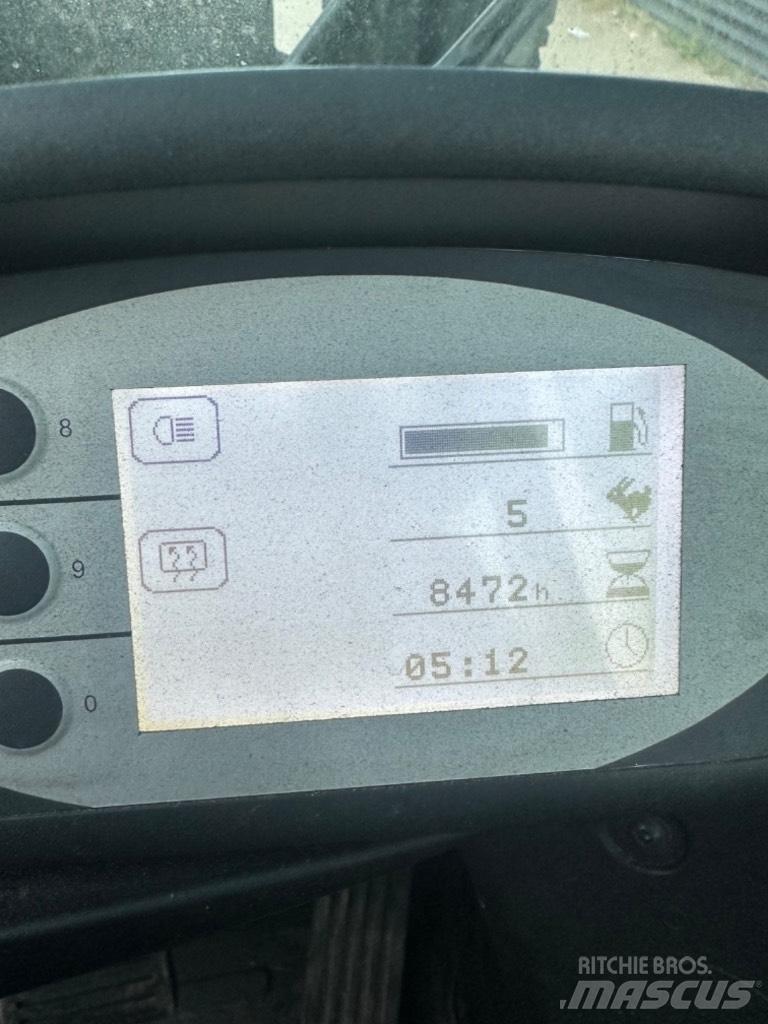 8
5
9
8472h
05:12
0
RITCHIE BROS.
MASCUS